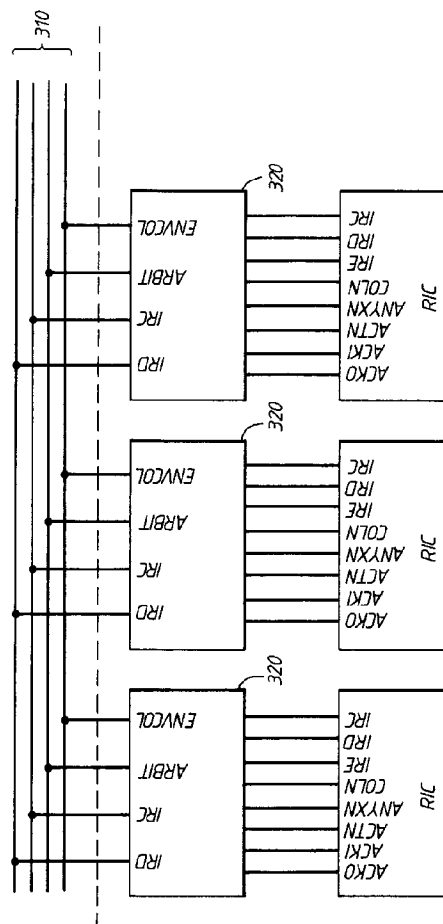 310
320
ENVCOL
ARBIT
IRC
IRD
IRC
IRD
IRE
COLN
ANYXN
ACTN
ACKI
ACKO
RIC
320
ENVCOL
ARBIT
IRC
IRD
IRC
IRD
IRE
COLN
ANYXN
ACTN
ACKI
ACKO
RIC
320
ENVCOL
ARBIT
IRC
IRD
IRC
IRD
IRE
COLN
ANYXN
ACTN
ACKI
ACKO
RIC